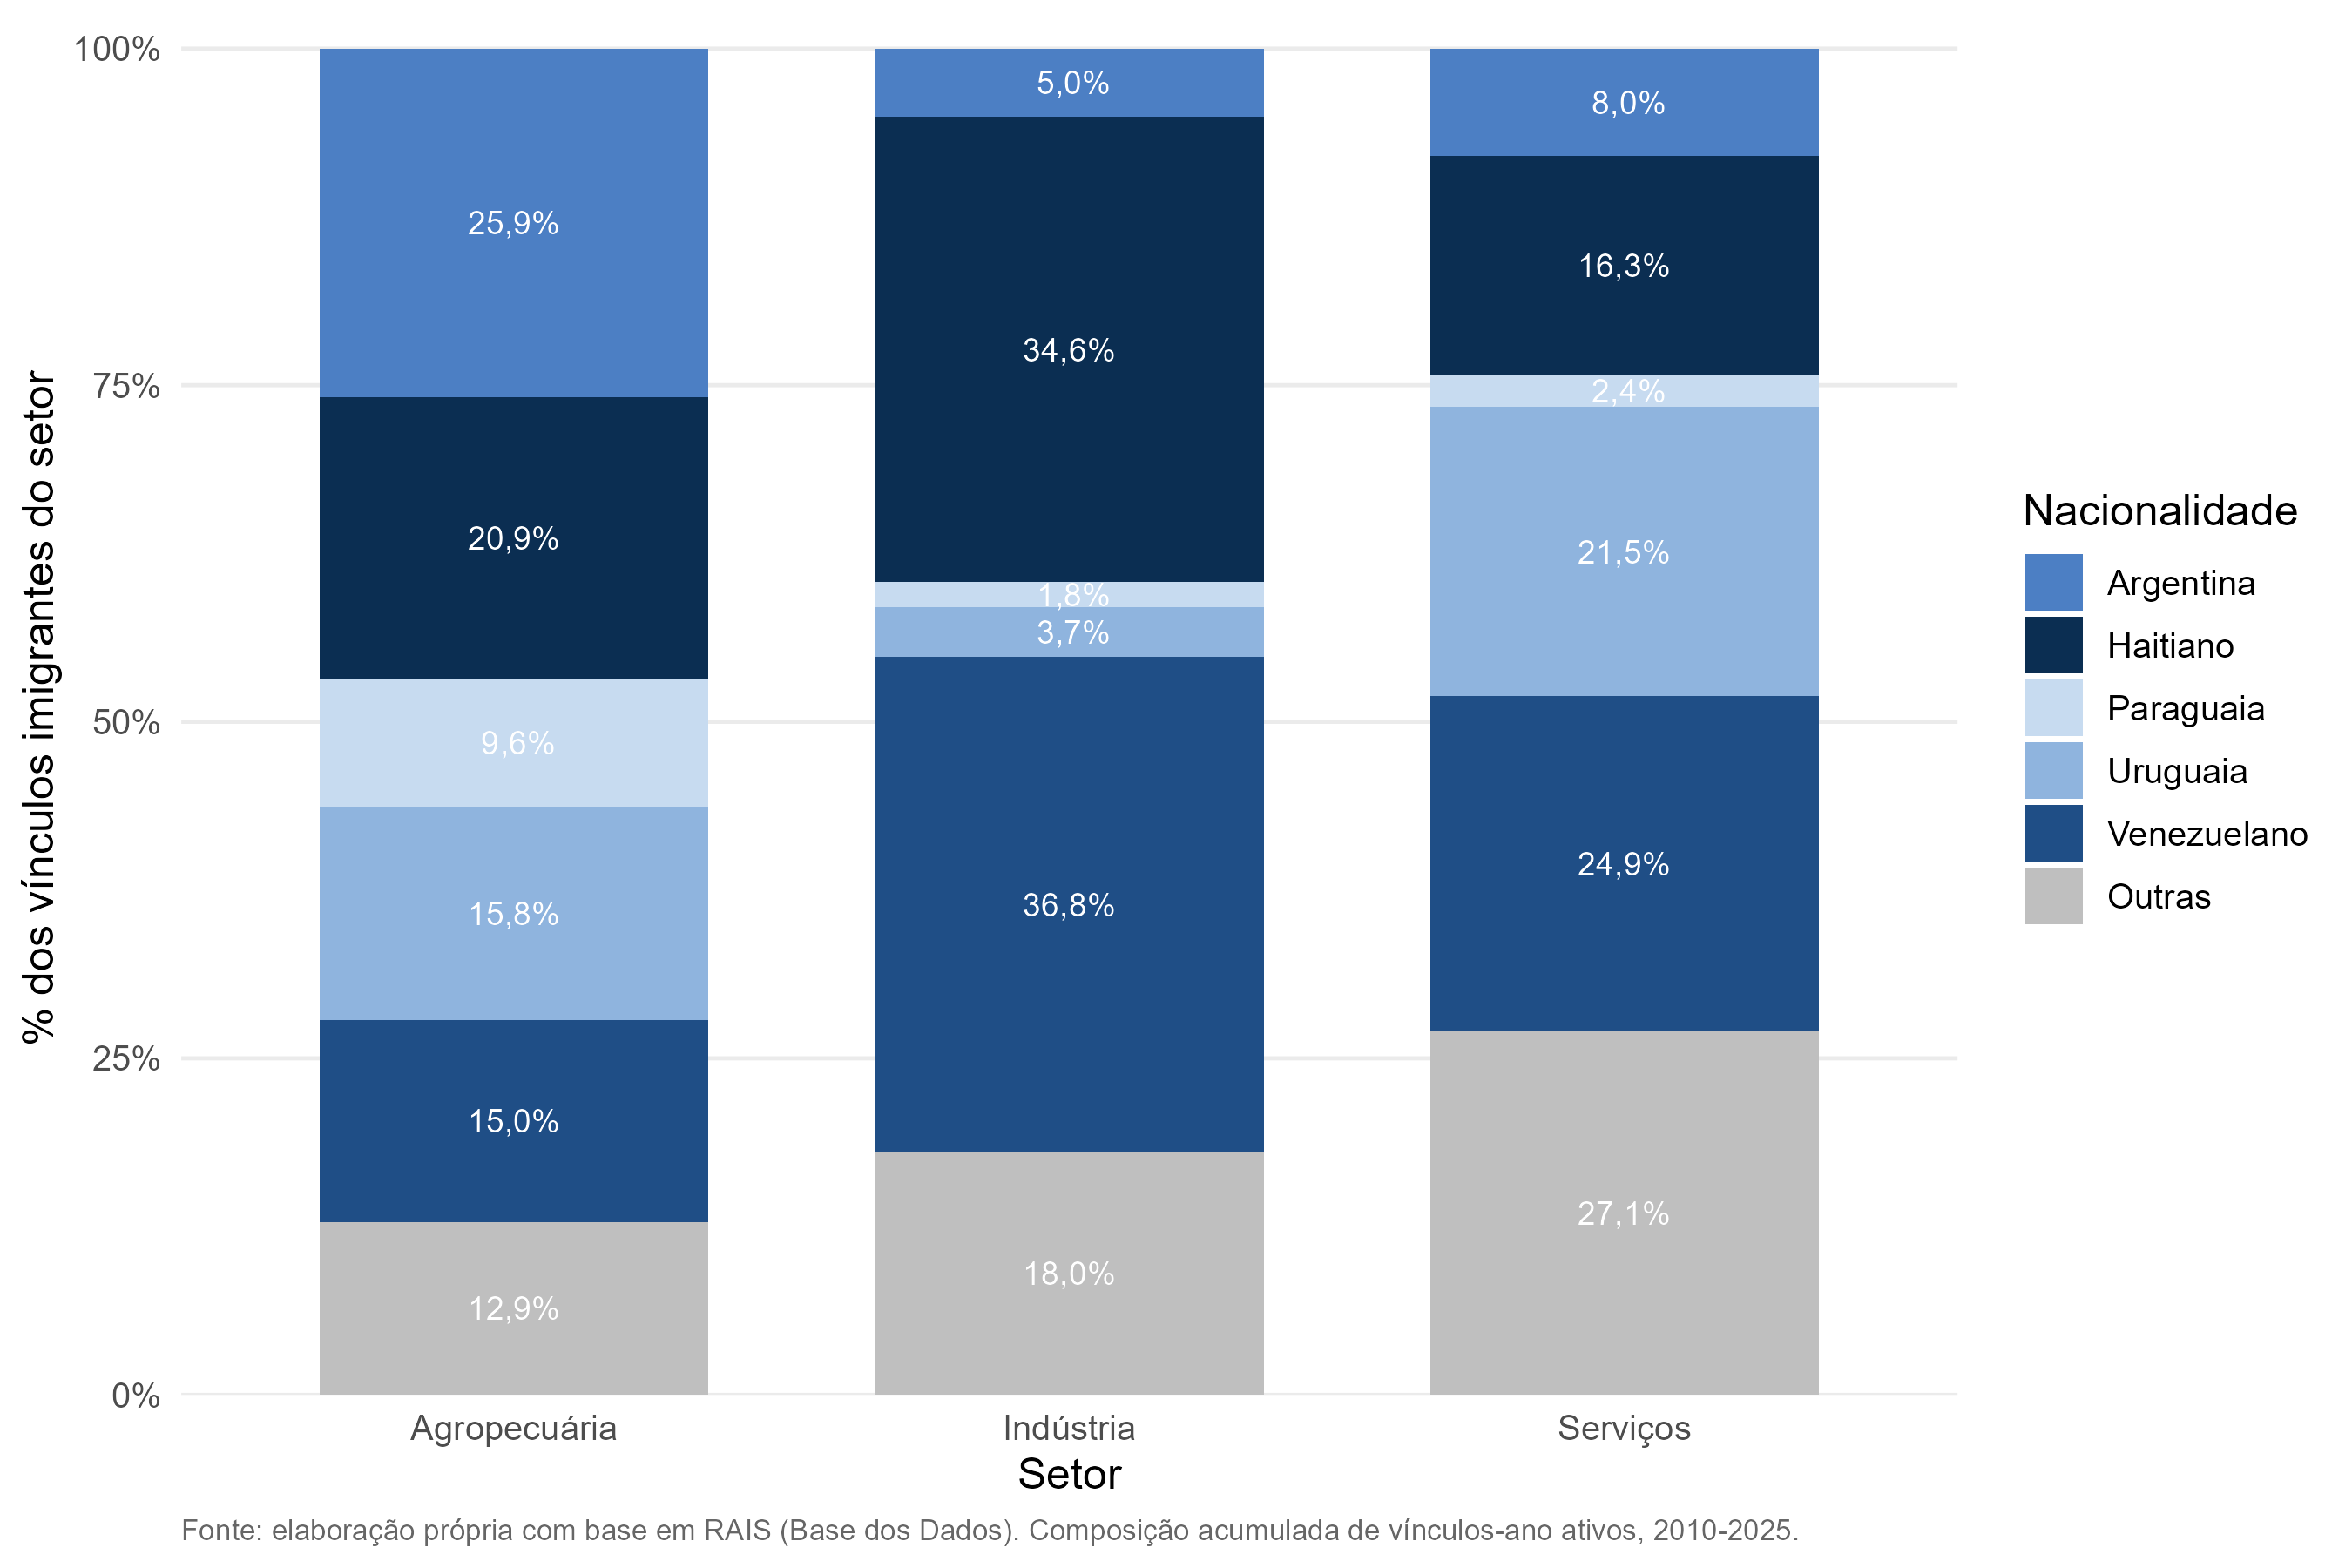 % dos vínculos imigrantes do setor
100%
75%
50%
25%
0%
25,9%
20,9%
9,6%
15,8%
15,0%
12,9%
5,0%
34,6%
1,8%
3,7%
36,8%
18,0%
8,0%
16,3%
2,4%
21,5%
24,9%
27,1%
Agropecuária
Indústria
Serviços
Setor
Nacionalidade
Argentina
Haitiano
Paraguaia
Uruguaia
Venezuelano
Outras
Fonte: elaboração própria com base em RAIS (Base dos Dados). Composição acumulada de vínculos-ano ativos, 2010-2025.